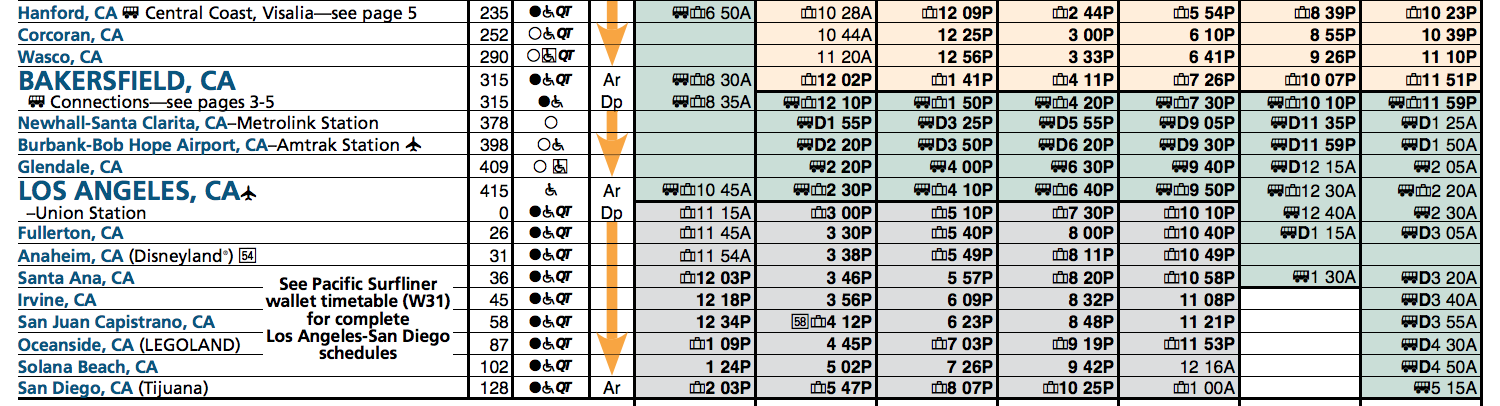 Hanford, CA Central Coast, Visalia—see page 5 235 QT 6 50A 10 28A 12 09P 2 44P 5 54P 8 39P 10 23P
Corcoran, CA 252 QT 10 44A 12 25P 3 00P 6 10P 8 55P 10 39P
Wasco, CA 290 QT 11 20A 12 56P 3 33P 6 41P 9 26P 11 10P
BAKERSFIELD, CA 315 QT Ar 8 30A 12 02P 1 41P 4 11P 7 26P 10 07P 11 51P
Connections—see pages 3-5 315 Dp 8 35A 12 10P 1 50P 4 20P 7 30P 10 10P 11 59P
Newhall-Santa Clarita, CA–Metrolink Station 378 D1 55P D3 25P D5 55P D9 05P D11 35P D1 25A
Burbank-Bob Hope Airport, CA–Amtrak Station 398 D2 20P D3 50P D6 20P D9 30P D11 59P D1 50A
Glendale, CA 409 2 20P 4 00P 6 30P 9 40P D12 15A 2 05A
LOS ANGELES, CA 415 Ar 10 45A 2 30P 4 10P 6 40P 9 50P 12 30A 2 20A
–Union Station 0 QT Dp 11 15A 3 00P 5 10P 7 30P 10 10P 12 40A 2 30A
Fullerton, CA 26 QT 11 45A 3 30P 5 40P 8 00P 10 40P D1 15A D3 05A
Anaheim, CA (Disneyland®) 54 31 QT 11 54A 3 38P 5 49P 8 11P 10 49P
Santa Ana, CA 36 QT 12 03P 3 46P 5 57P 8 20P 10 58P 1 30A D3 20A
Irvine, CA 45 QT 12 18P 3 56P 6 09P 8 32P 11 08P D3 40A
San Juan Capistrano, CA 58 QT 12 34P 58 4 12P 6 23P 8 48P 11 21P D3 55A
Oceanside, CA (LEGOLAND) 87 QT 1 09P 4 45P 7 03P 9 19P 11 53P D4 30A
Solana Beach, CA 102 QT 1 24P 5 02P 7 26P 9 42P 12 16A D4 50A
San Diego, CA (Tijuana) 128 QT Ar 2 03P 5 47P 8 07P 10 25P 1 00A 5 15A
See Pacific Surfliner
wallet timetable (W31)
for complete
Los Angeles-San Diego
schedules